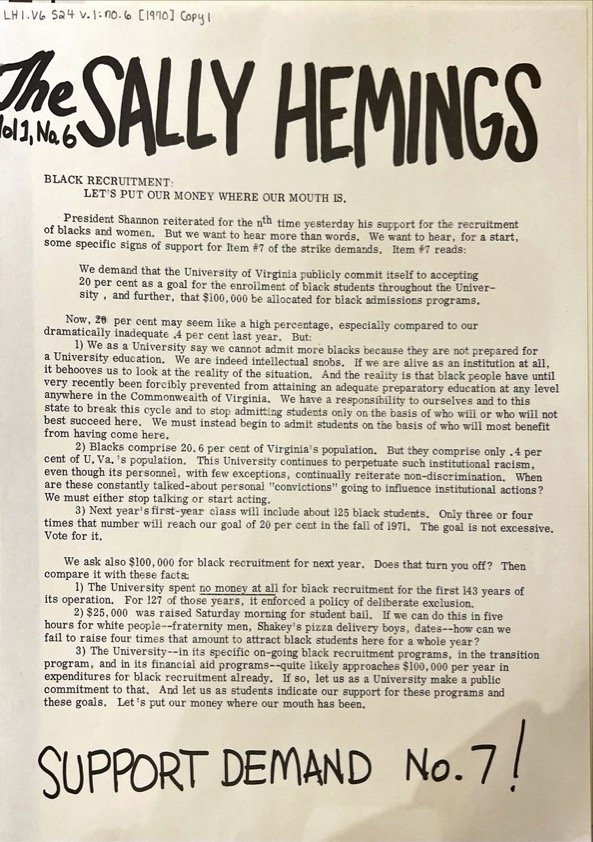 LH1.V6 S24 v.1:no.6 [1970] Copy 1
The SALLY HEMINGS
Vol 1, No. 6
BLACK RECRUITMENT:
LET'S PUT OUR MONEY WHERE OUR MOUTH IS.
President Shannon reiterated for the nth time yesterday his support for the recruitment
of blacks and women. But we want to hear more than words. We want to hear, for a start,
some specific signs of support for Item #7 of the strike demands. Item #7 reads:
We demand that the University of Virginia publicly commit itself to accepting
20 per cent as a goal for the enrollment of black students throughout the Univer-
sity , and further, that $100,000 be allocated for black admissions programs.
Now, 20 per cent may seem like a high percentage, especially compared to our
dramatically inadequate .4 per cent last year. But:
1) We as a University say we cannot admit more blacks because they are not prepared for
a University education. We are indeed intellectual snobs. If we are alive as an institution at all,
it behooves us to look at the reality of the situation. And the reality is that black people have until
very recently been forcibly prevented from attaining an adequate preparatory education at any level
anywhere in the Commonwealth of Virginia. We have a responsibility to ourselves and to this
state to break this cycle and to stop admitting students only on the basis of who will or who will not
best succeed here. We must instead begin to admit students on the basis of who will most benefit
from having come here.
2) Blacks comprise 20.6 per cent of Virginia's population. But they comprise only .4 per
cent of U.Va.'s population. This University continues to perpetuate such institutional racism,
even though its personnel, with few exceptions, continually reiterate non-discrimination. When
are these constantly talked-about personal "convictions" going to influence institutional actions?
We must either stop talking or start acting.
3) Next year's first-year class will include about 125 black students. Only three or four
times that number will reach our goal of 20 per cent in the fall of 1971. The goal is not excessive.
Vote for it.
We ask also $100,000 for black recruitment for next year. Does that turn you off? Then
compare it with these facts:
1) The University spent no money at all for black recruitment for the first 143 years of
its operation. For 127 of those years, it enforced a policy of deliberate exclusion.
2) $25,000 was raised Saturday morning for student bail. If we can do this in five
hours for white people--fraternity men, Shakey's pizza delivery boys, dates--how can we
fail to raise four times that amount to attract black students here for a whole year?
3) The University--in its specific on-going black recruitment programs, in the transition
program, and in its financial aid programs--quite likely approaches $100,000 per year in
expenditures for black recruitment already. If so, let us as a University make a public
commitment to that. And let us as students indicate our support for these programs and
these goals. Let's put our money where our mouth has been.
SUPPORT DEMAND No. 7!